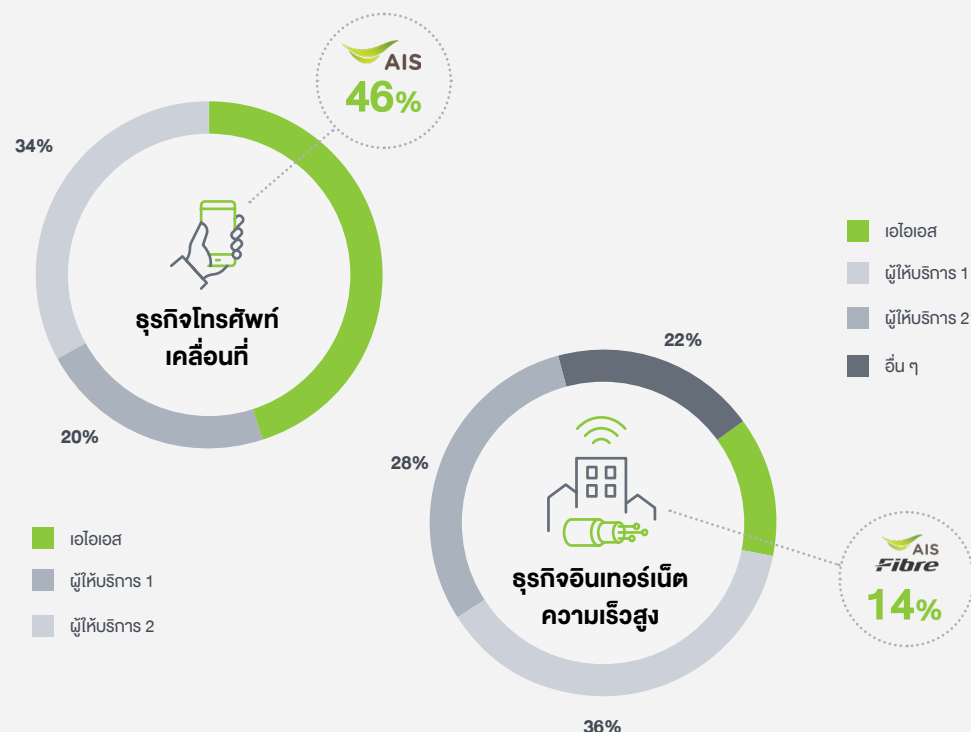 AIS
46%
34%
ธุรกิจโทรศัพท์
เคลื่อนที่
20%
เอไอเอส
ผู้ให้บริการ 1
ผู้ให้บริการ 2
เอไอเอส
ผู้ให้บริการ 1
ผู้ให้บริการ 2
อื่น ๆ
22%
28%
ธุรกิจอินเทอร์เน็ต
ความเร็วสูง
AIS
Fibre
14%
36%